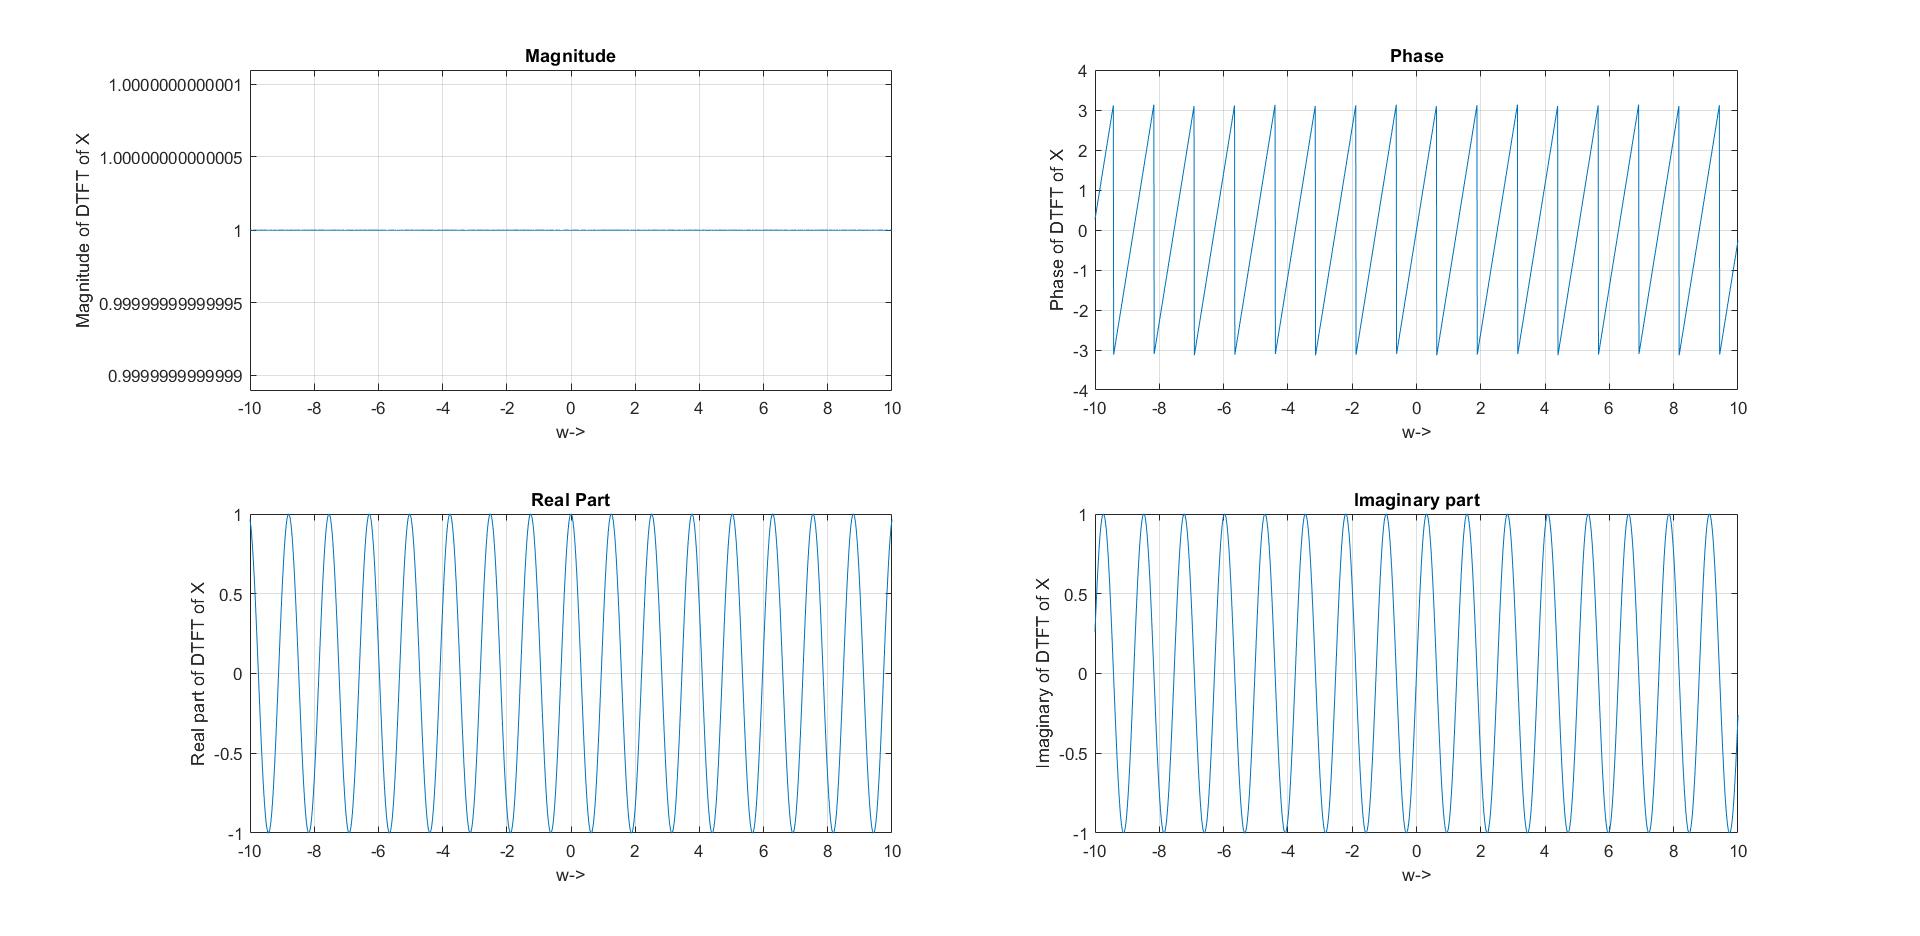 Magnitude
Magnitude of DTFT of X
1.0000000000001
1.00000000000005
1
0.99999999999995
0.9999999999999
-10 -8 -6 -4 -2 0 2 4 6 8 10
w->
Phase
Phase of DTFT of X
4
3
2
1
0
-1
-2
-3
-4
-10 -8 -6 -4 -2 0 2 4 6 8 10
w->
Real Part
Real part of DTFT of X
1
0.5
0
-0.5
-1
-10 -8 -6 -4 -2 0 2 4 6 8 10
w->
Imaginary part
Imaginary of DTFT of X
1
0.5
0
-0.5
-1
-10 -8 -6 -4 -2 0 2 4 6 8 10
w->